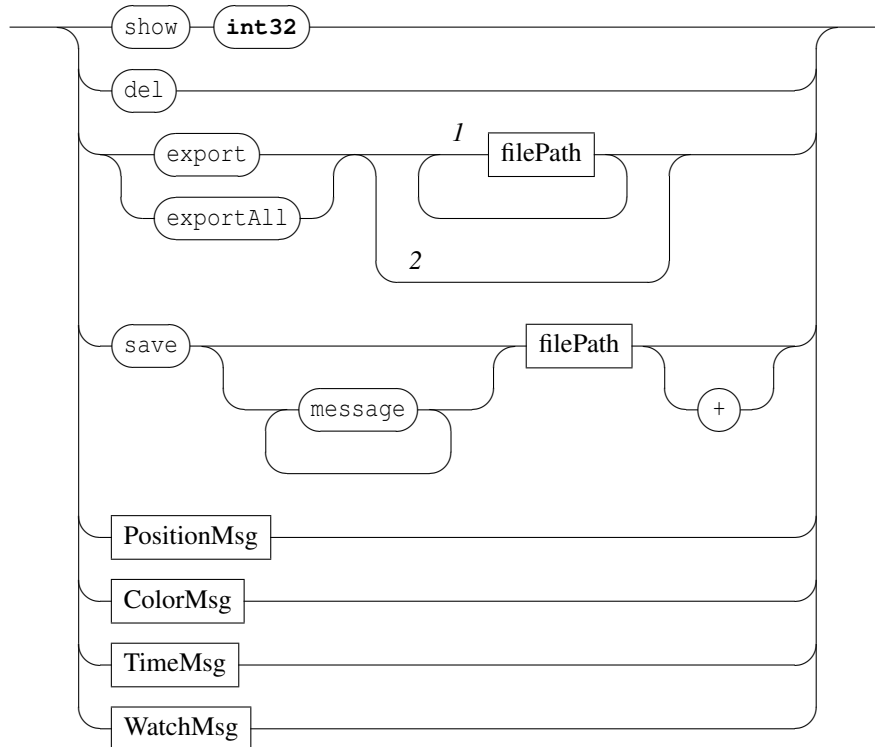 show int32
del
1
export filePath
exportAll
2
save filePath
message +
PositionMsg
ColorMsg
TimeMsg
WatchMsg